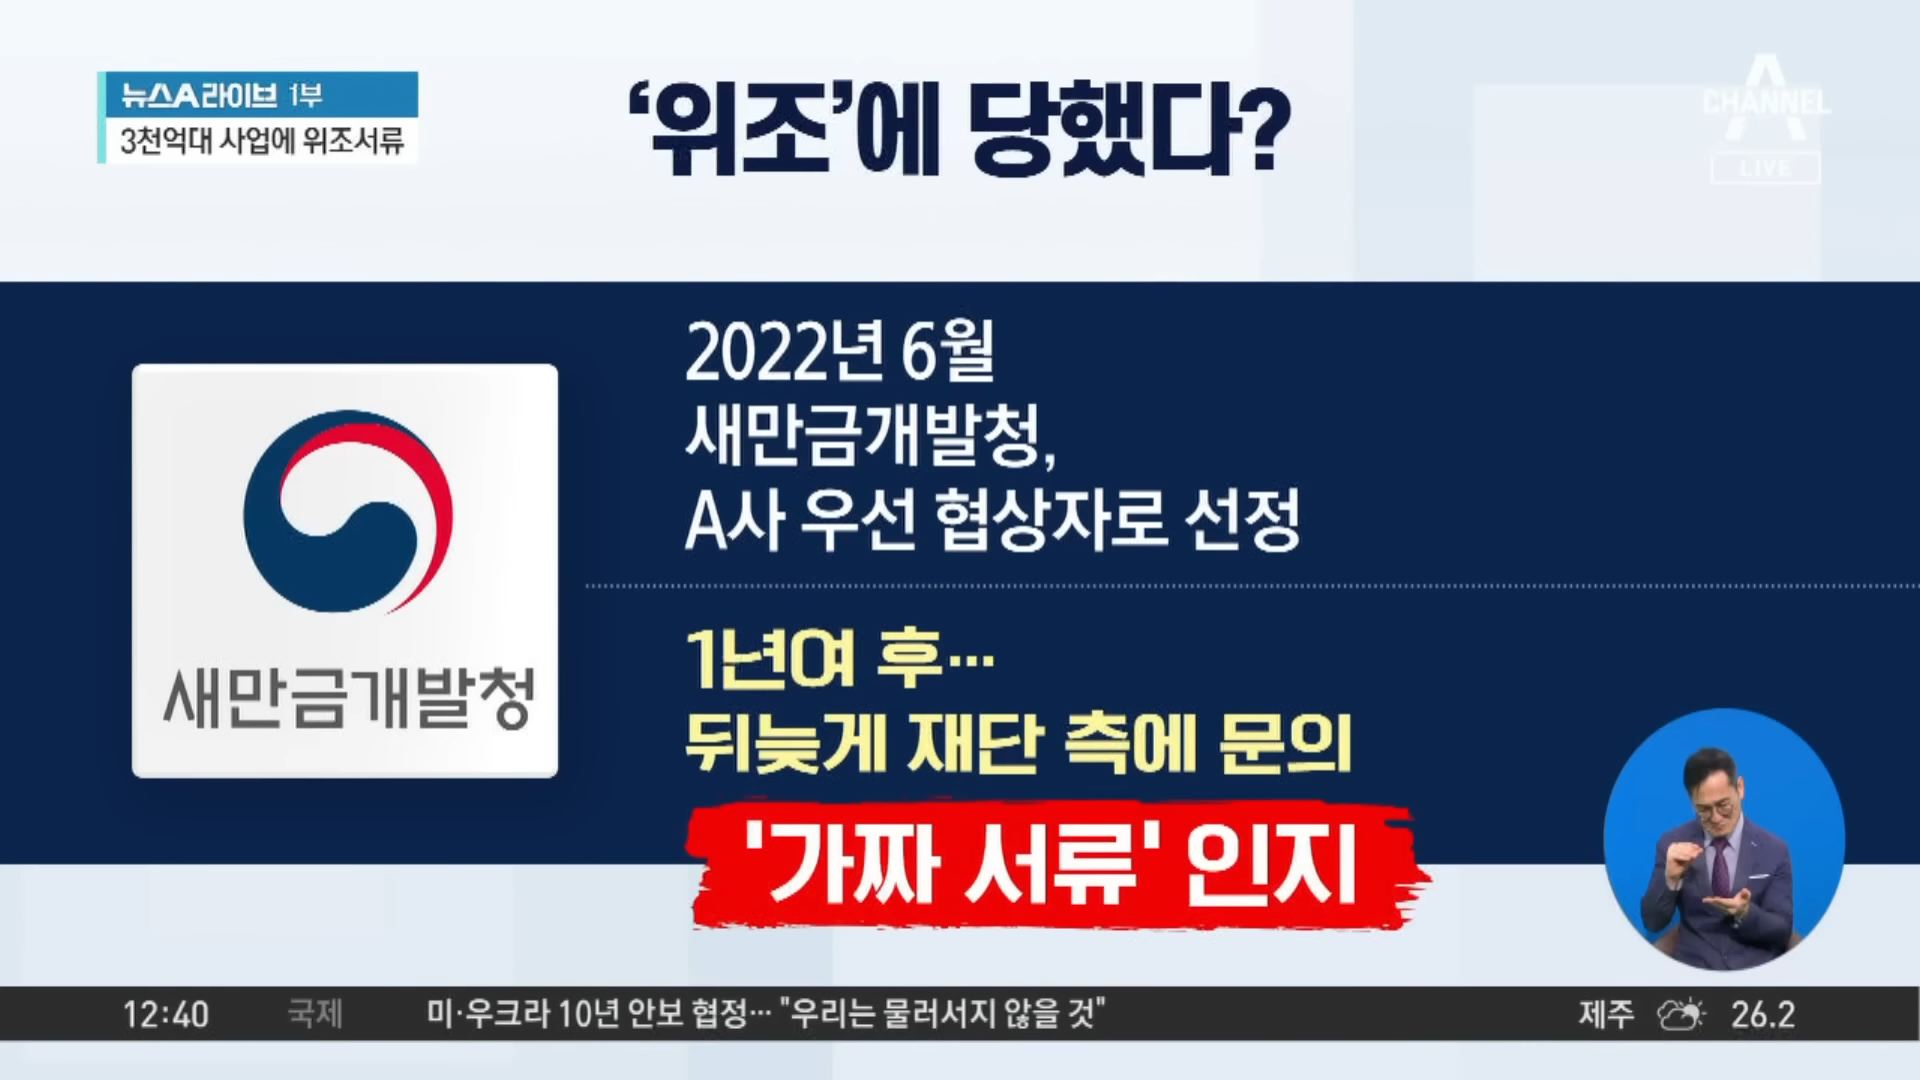 뉴스A라이브 1부
3천억대 사업에 위조서류
‘위조’에 당했다?
CHANNEL A
LIVE
2022년 6월
새만금개발청,
A사 우선 협상자로 선정
새만금개발청
1년여 후…
뒤늦게 재단 측에 문의
'가짜 서류' 인지
12:40 국제 미·우크라 10년 안보 협정… "우리는 물러서지 않을 것" 제주 26.2